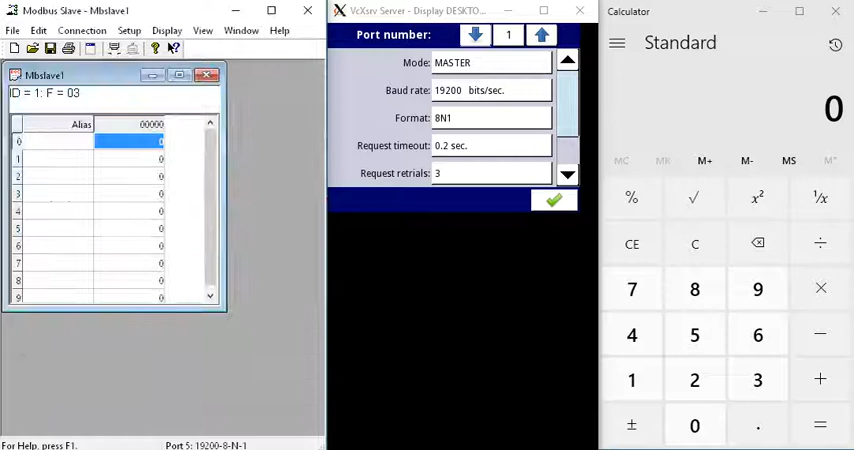 Modbus Slave - Mbslave1
File Edit Connection Setup Display View Window Help
Mbslave1
ID = 1: F = 03
Alias 00000
0 0
1 0
2 0
3 0
4 0
5 0
6 0
7 0
8 0
9 0
For Help, press F1. Port 5: 19200-8-N-1
VcXsrv Server - Display DESKTO...
Port number: 1
Mode: MASTER
Baud rate: 19200 bits/sec.
Format: 8N1
Request timeout: 0.2 sec.
Request retrials: 3
Calculator
Standard
0
MC MR M+ M- MS M˅
% √ x² ¹/x
CE C ÷
7 8 9 ×
4 5 6 −
1 2 3 +
± 0 . =